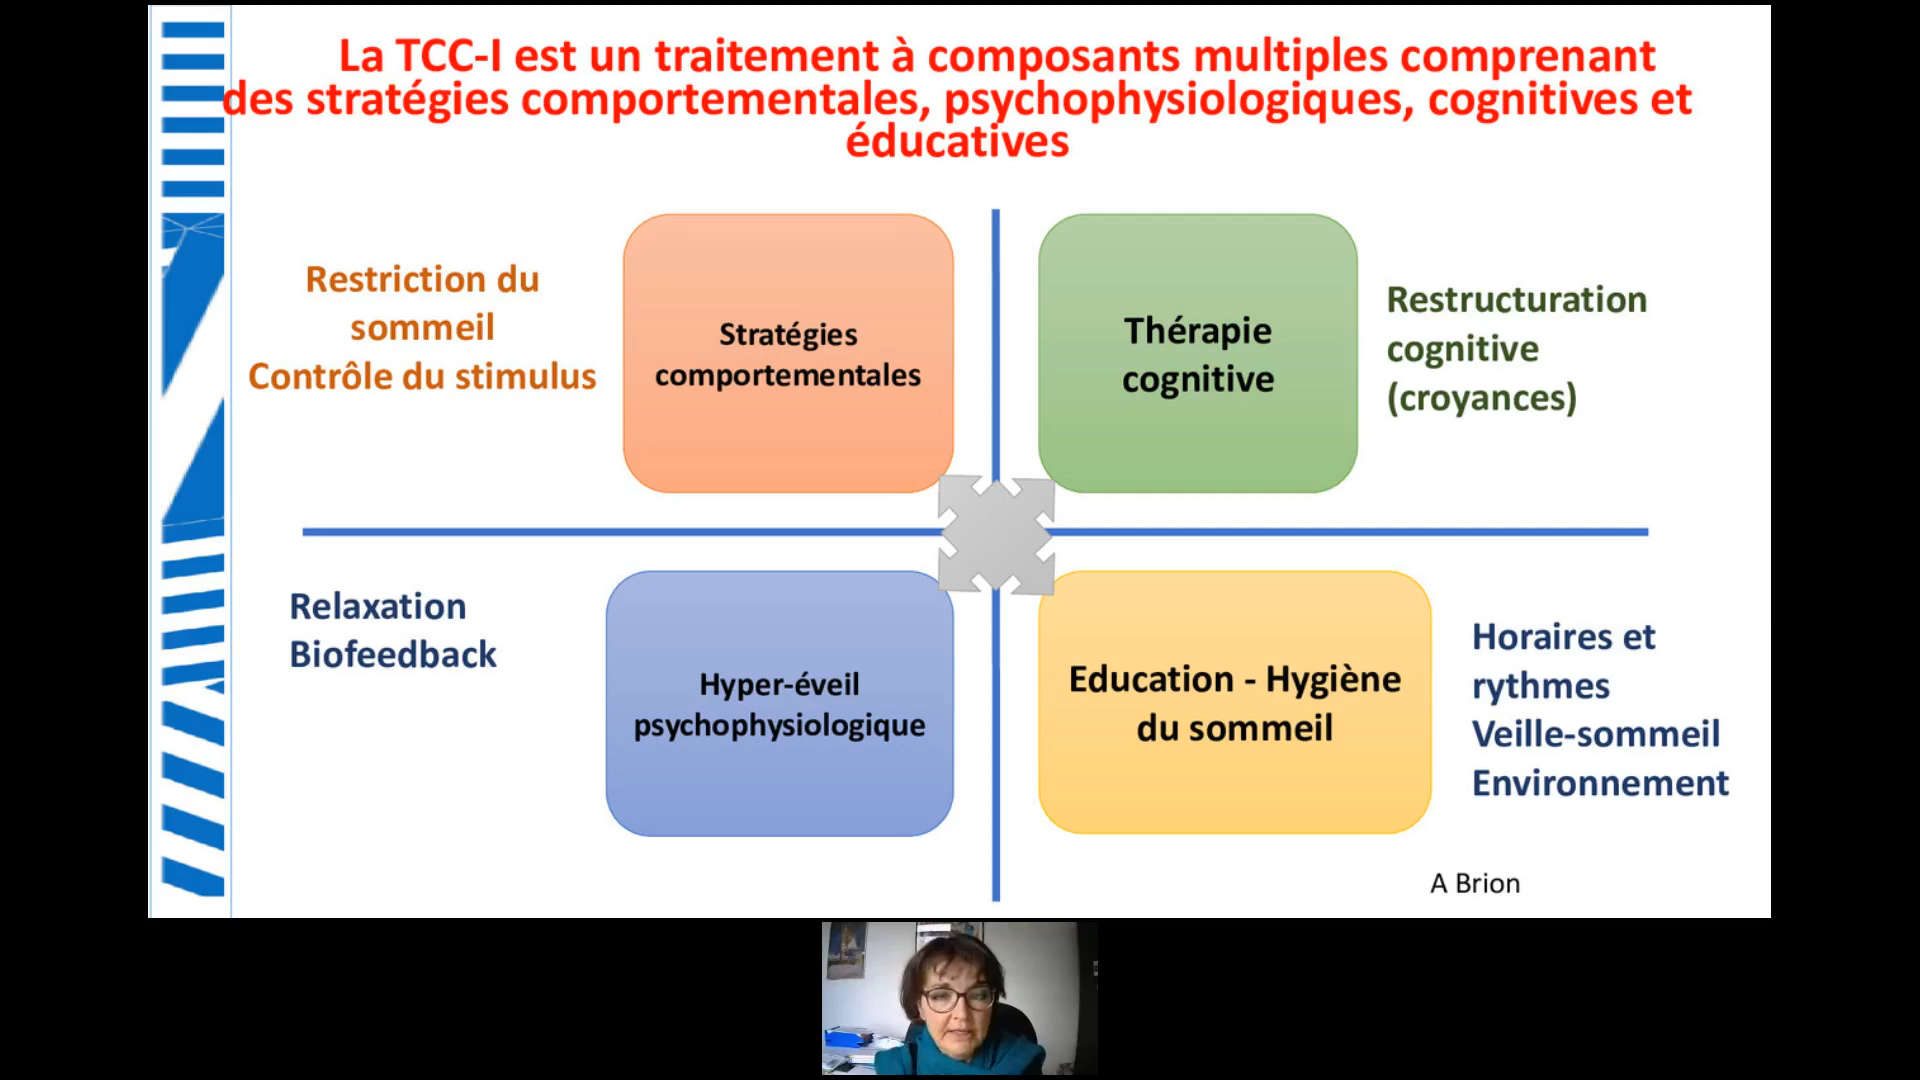 La TCC-I est un traitement à composants multiples comprenant
des stratégies comportementales, psychophysiologiques, cognitives et
éducatives
Restriction du
sommeil
Contrôle du stimulus
Stratégies
comportementales
Thérapie
cognitive
Restructuration
cognitive
(croyances)
Relaxation
Biofeedback
Hyper-éveil
psychophysiologique
Education - Hygiène
du sommeil
Horaires et
rythmes
Veille-sommeil
Environnement
A Brion